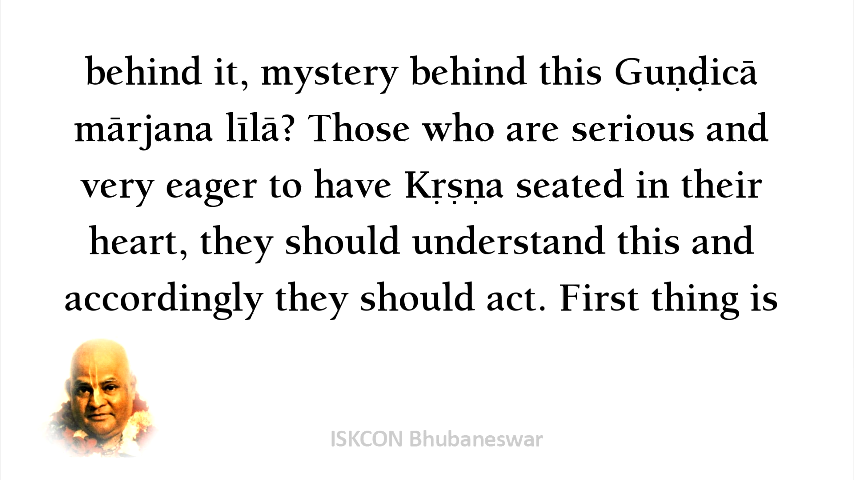 behind it, mystery behind this Guṇḍicā
mārjana līlā? Those who are serious and
very eager to have Kṛṣṇa seated in their
heart, they should understand this and
accordingly they should act. First thing is
ISKCON Bhubaneswar